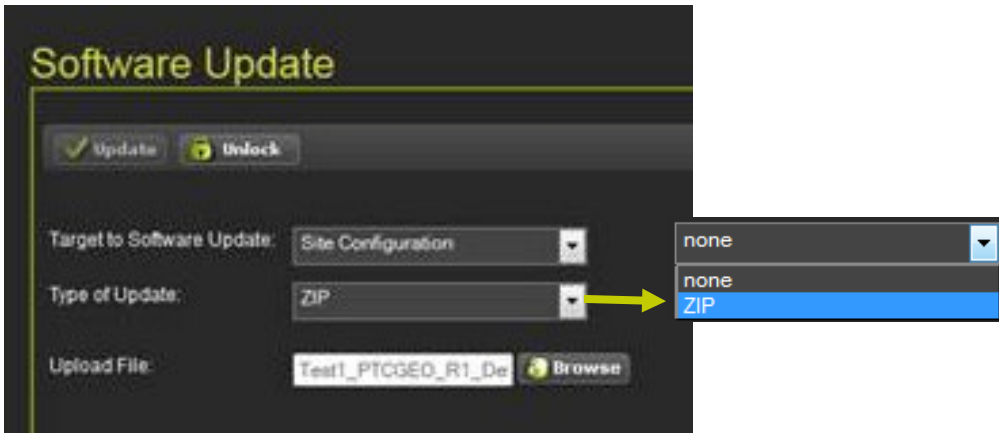 Software Update
Update Unlock
Target to Software Update: Site Configuration
none
Type of Update: ZIP
none
ZIP
Upload File: Test1_PTCGEO_R1_De Browse